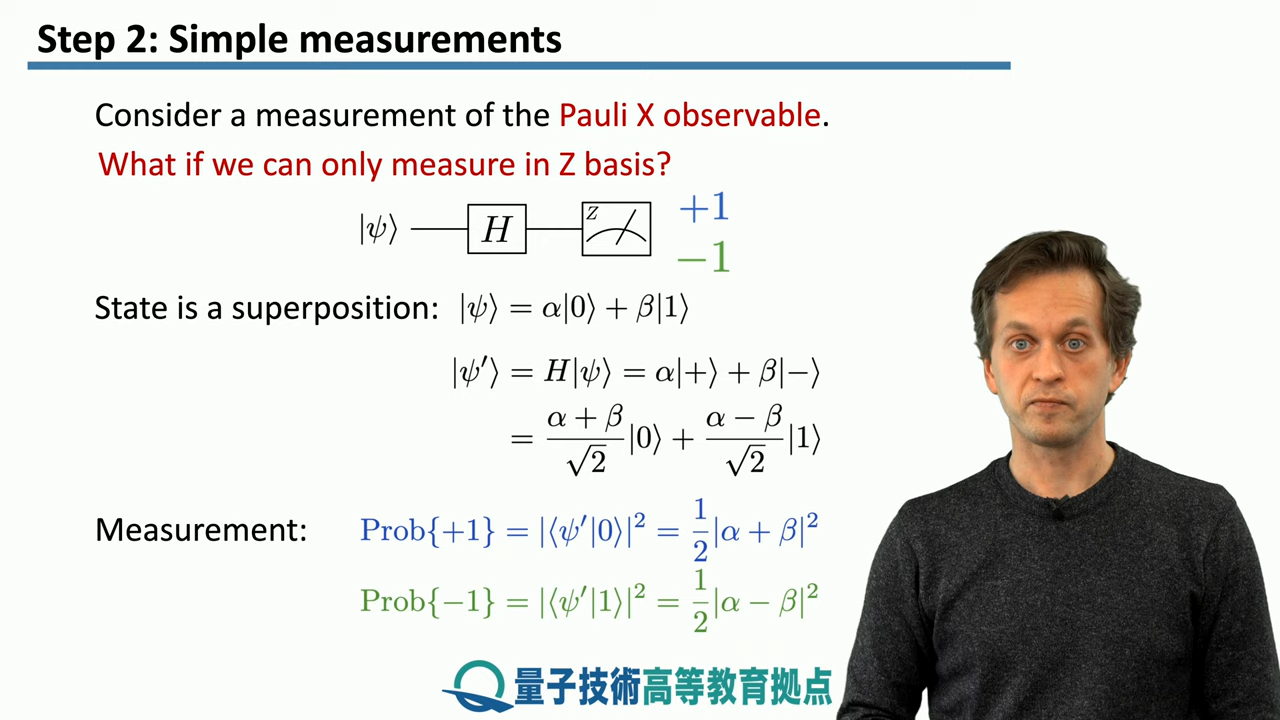 Step 2: Simple measurements
Consider a measurement of the Pauli X observable.
What if we can only measure in Z basis?
|ψ⟩ H Z +1
−1
State is a superposition: |ψ⟩ = α|0⟩ + β|1⟩
|ψ′⟩ = H|ψ⟩ = α|+⟩ + β|−⟩
= (α + β)/√2 |0⟩ + (α − β)/√2 |1⟩
Measurement: Prob{+1} = |⟨ψ′|0⟩|² = 1/2 |α + β|²
Prob{−1} = |⟨ψ′|1⟩|² = 1/2 |α − β|²
量子技術高等教育拠点